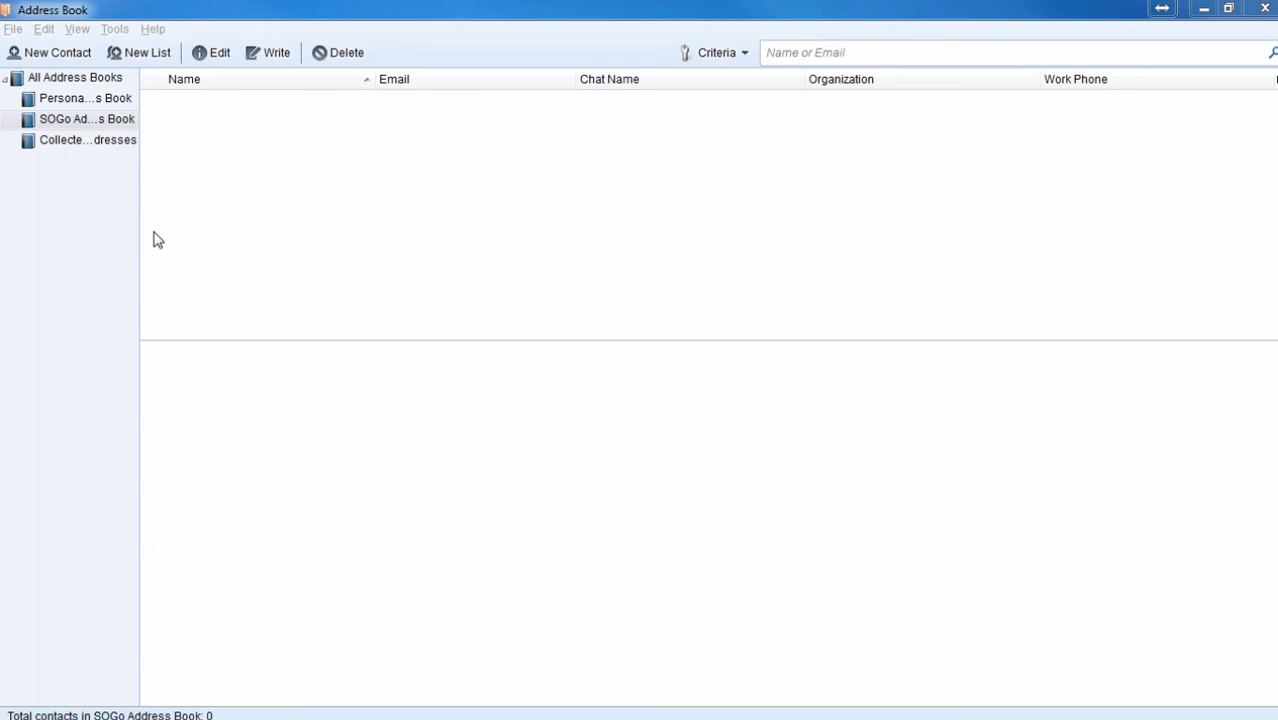 Address Book
File Edit View Tools Help
New Contact New List Edit Write Delete Criteria Name or Email
All Address Books Name Email Chat Name Organization Work Phone
Persona...s Book
SOGo Ad...s Book
Collecte...dresses
Total contacts in SOGo Address Book: 0